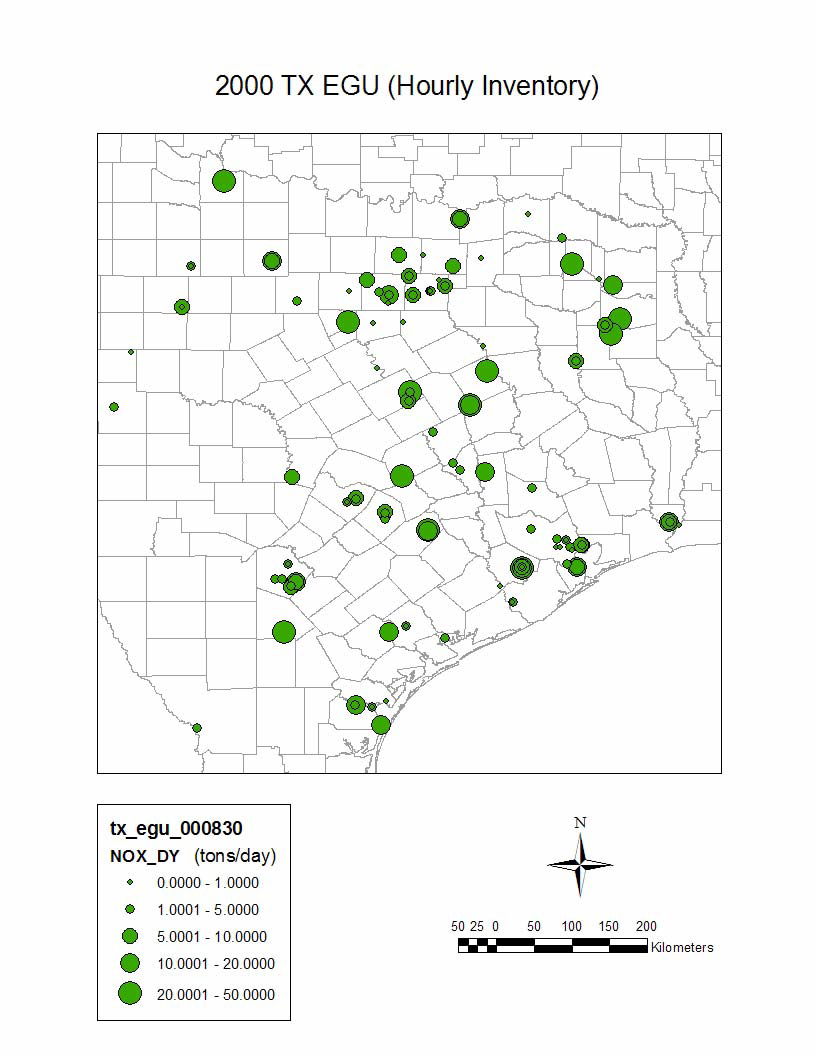 2000 TX EGU (Hourly Inventory)
tx_egu_000830
NOX_DY (tons/day)
0.0000 - 1.0000
1.0001 - 5.0000
5.0001 - 10.0000
10.0001 - 20.0000
20.0001 - 50.0000
N
50 25 0 50 100 150 200
Kilometers